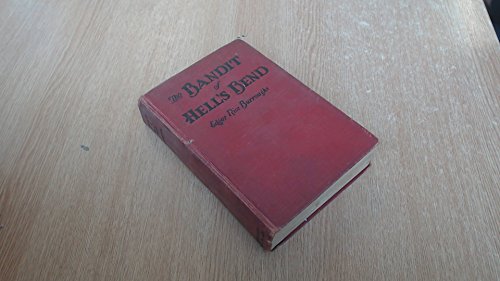 The BANDIT
of
HELL'S BEND
Edgar Rice Burroughs